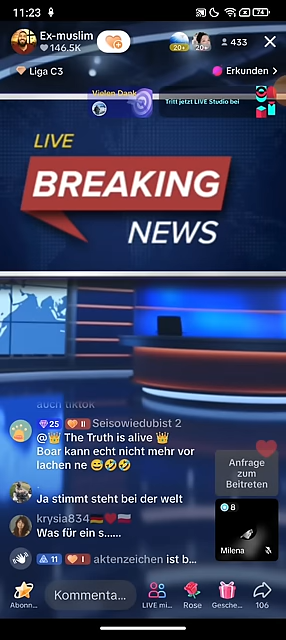 11:23
74
Ex-muslim
146.5K
20+
20+
433
Liga C3
Erkunden
Vielen Dank
Tritt jetzt LIVE Studio bei
LIVE
BREAKING
NEWS
auch tiktok
25 II Seisowiedubist 2
@👑 The Truth is alive 👑
Boar kann echt nicht mehr vor
lachen ne 😅🤣🤣
.
Ja stimmt steht bei der welt
krysia834🇩🇪❤️🇵🇱
Was für ein s......
11 I aktenzeichen ist b...
Anfrage
zum
Beitreten
8
Milena
Abonn...
Kommenta...
LIVE mi...
Rose
Gesche...
106